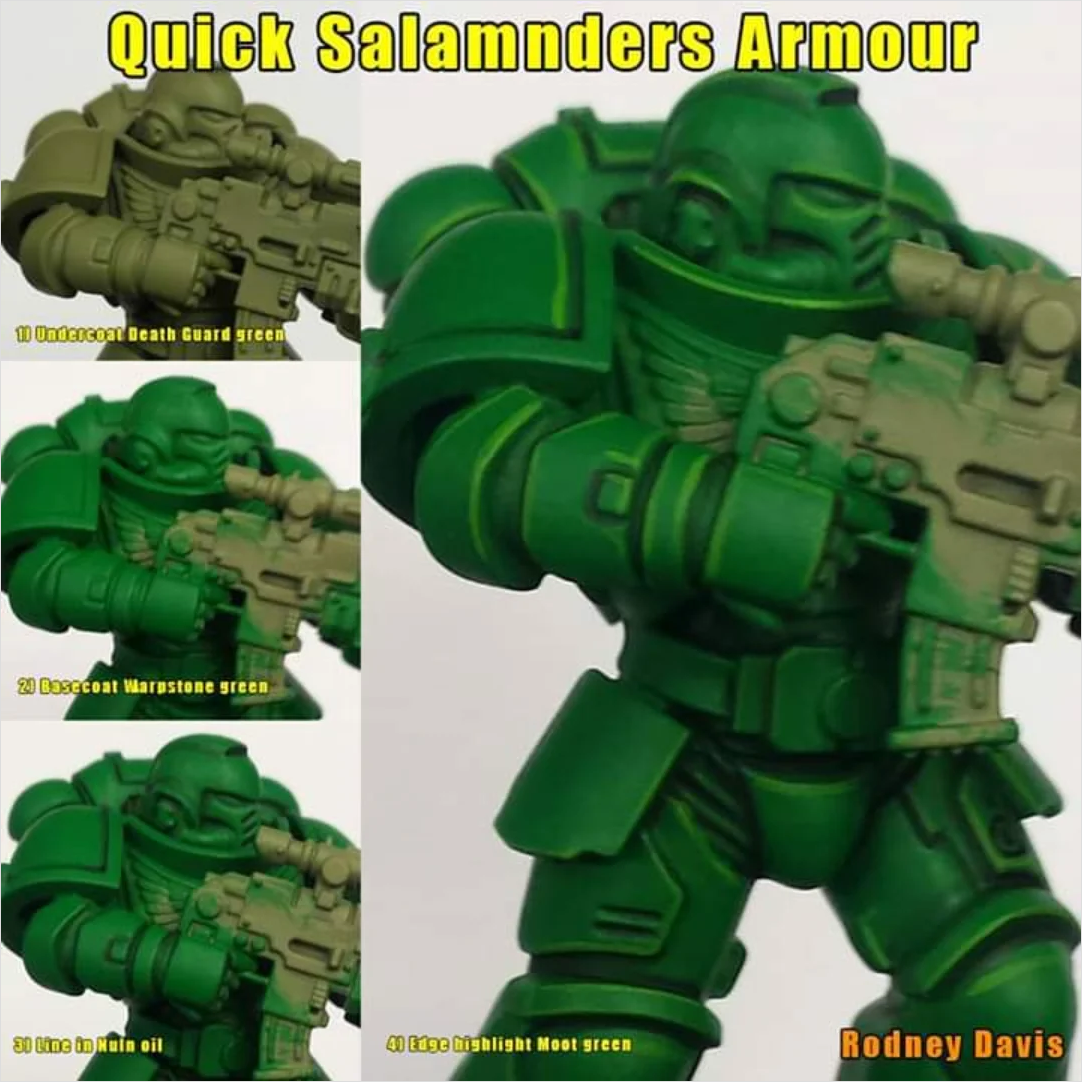 Quick Salamnders Armour
1) Undercoat Death Guard green
2) Basecoat Warpstone green
3) Line in Nuln oil
4) Edge highlight Moot green
Rodney Davis